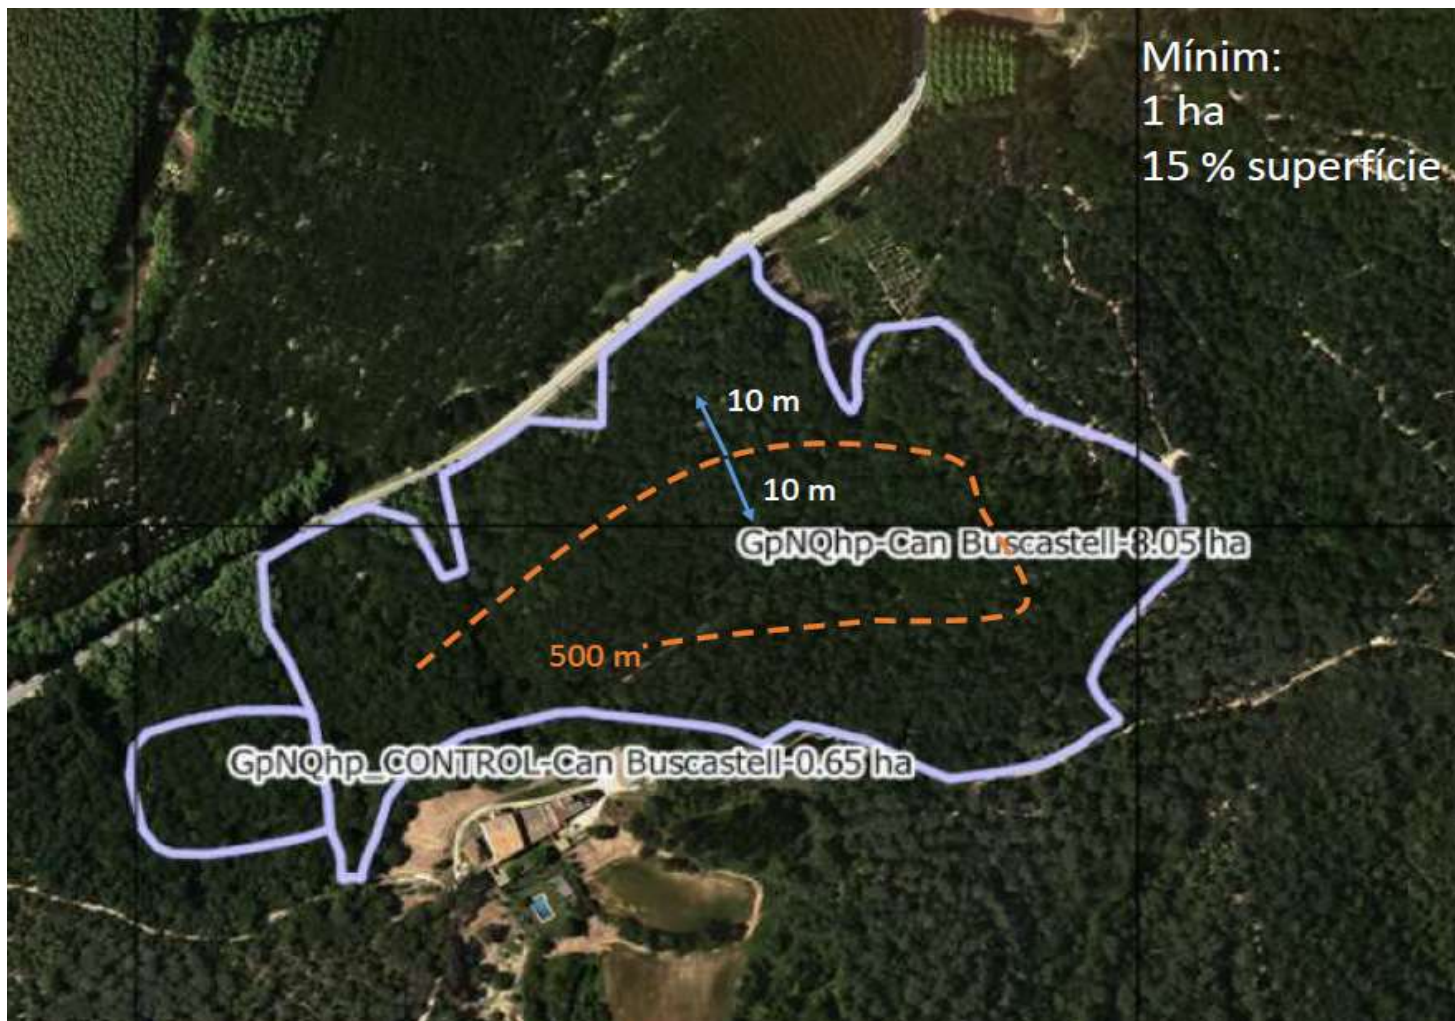 Mínim:
1 ha
15 % superfície
10 m
10 m
GpNQhp-Can Buscastell-8.05 ha
500 m
GpNQhp_CONTROL-Can Buscastell-0.65 ha